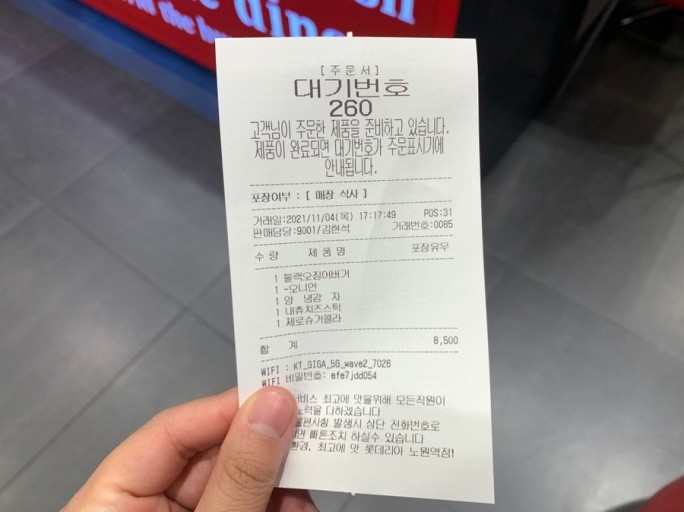 the dine
the
[ 주 문 서 ]
대기번호
260
고객님이 주문한 제품을 준비하고 있습니다.
제품이 완료되면 대기번호가 주문표시기에
안내됩니다.
포장여부 : [ 매장 식사 ]
거래일:2021/11/04(목) 17:17:49 POS:31
판매담당:9001/김현석 거래번호:0085
수 량 제 품 명 포장유무
1 블랙오징어버거
1 -오니언
1 양 념감 자
1 내츄치즈스틱
1 제로슈거콜라
합 계 8,500
WIFI : KT_GIGA_5G_wave2_7026
WIFI 비밀번호: efe7jdd054
서비스 최고에 맛을위해 모든직원이
노력을 다하겠습니다
불편사항 발생시 상단 전화번호로
빠른조치 하실수 있습니다
환경, 최고에 맛 롯데리아 노원역점!